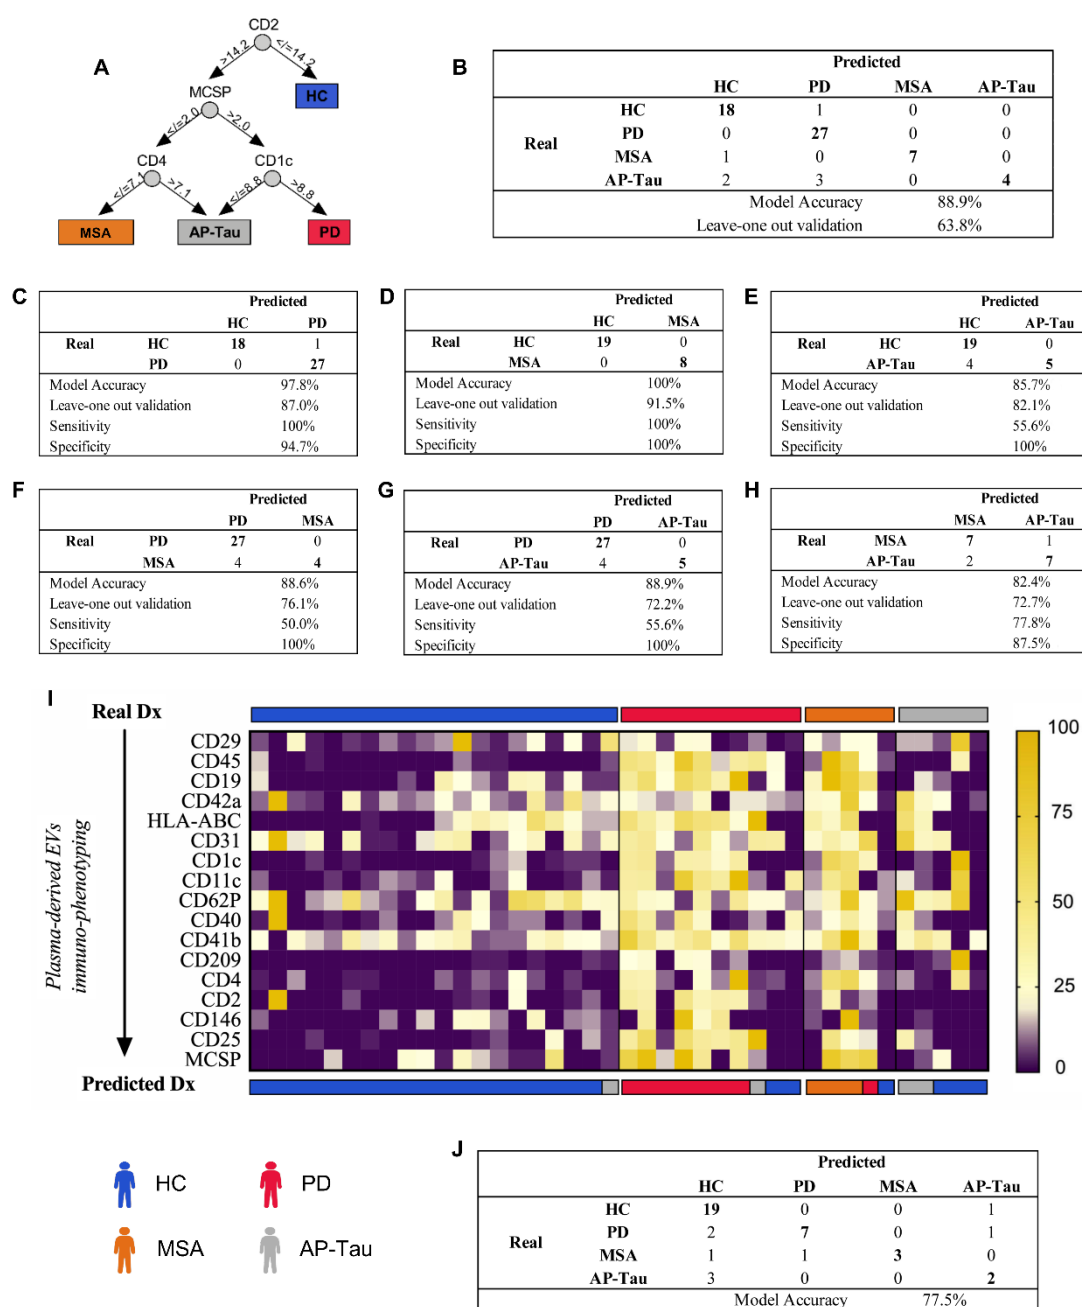 A
CD2
>14.2
</=14.2
MCSP
HC
</=2.0
>2.0
CD4
CD1c
</=7.1
>7.1
</=8.8
>8.8
MSA
AP-Tau
PD
B
Predicted
HC PD MSA AP-Tau
HC 18 1 0 0
PD 0 27 0 0
Real
MSA 1 0 7 0
AP-Tau 2 3 0 4
Model Accuracy 88.9%
Leave-one out validation 63.8%
C
Predicted
HC PD
Real HC 18 1
PD 0 27
Model Accuracy 97.8%
Leave-one out validation 87.0%
Sensitivity 100%
Specificity 94.7%
D
Predicted
HC MSA
Real HC 19 0
MSA 0 8
Model Accuracy 100%
Leave-one out validation 91.5%
Sensitivity 100%
Specificity 100%
E
Predicted
HC AP-Tau
Real HC 19 0
AP-Tau 4 5
Model Accuracy 85.7%
Leave-one out validation 82.1%
Sensitivity 55.6%
Specificity 100%
F
Predicted
PD MSA
Real PD 27 0
MSA 4 4
Model Accuracy 88.6%
Leave-one out validation 76.1%
Sensitivity 50.0%
Specificity 100%
G
Predicted
PD AP-Tau
Real PD 27 0
AP-Tau 4 5
Model Accuracy 88.9%
Leave-one out validation 72.2%
Sensitivity 55.6%
Specificity 100%
H
Predicted
MSA AP-Tau
Real MSA 7 1
AP-Tau 2 7
Model Accuracy 82.4%
Leave-one out validation 72.7%
Sensitivity 77.8%
Specificity 87.5%
I
Real Dx
Plasma-derived EVs
immuno-phenotyping
CD29
CD45
CD19
CD42a
HLA-ABC
CD31
CD1c
CD11c
CD62P
CD40
CD41b
CD209
CD4
CD2
CD146
CD25
MCSP
Predicted Dx
100
75
50
25
0
HC
PD
MSA
AP-Tau
J
Predicted
HC PD MSA AP-Tau
HC 19 0 0 1
PD 2 7 0 1
Real
MSA 1 1 3 0
AP-Tau 3 0 0 2
Model Accuracy 77.5%